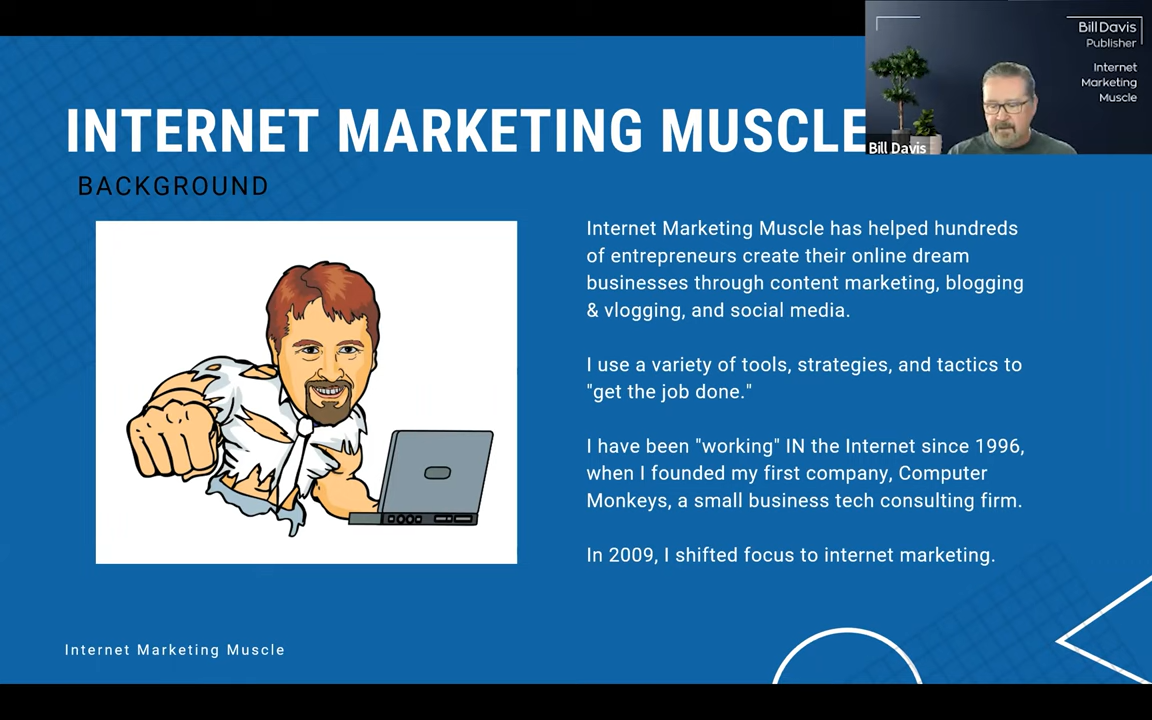 INTERNET MARKETING MUSCLE
BACKGROUND
Internet Marketing Muscle has helped hundreds
of entrepreneurs create their online dream
businesses through content marketing, blogging
& vlogging, and social media.
I use a variety of tools, strategies, and tactics to
"get the job done."
I have been "working" IN the Internet since 1996,
when I founded my first company, Computer
Monkeys, a small business tech consulting firm.
In 2009, I shifted focus to internet marketing.
Internet Marketing Muscle
Bill Davis
Publisher
Internet
Marketing
Muscle
Bill Davis